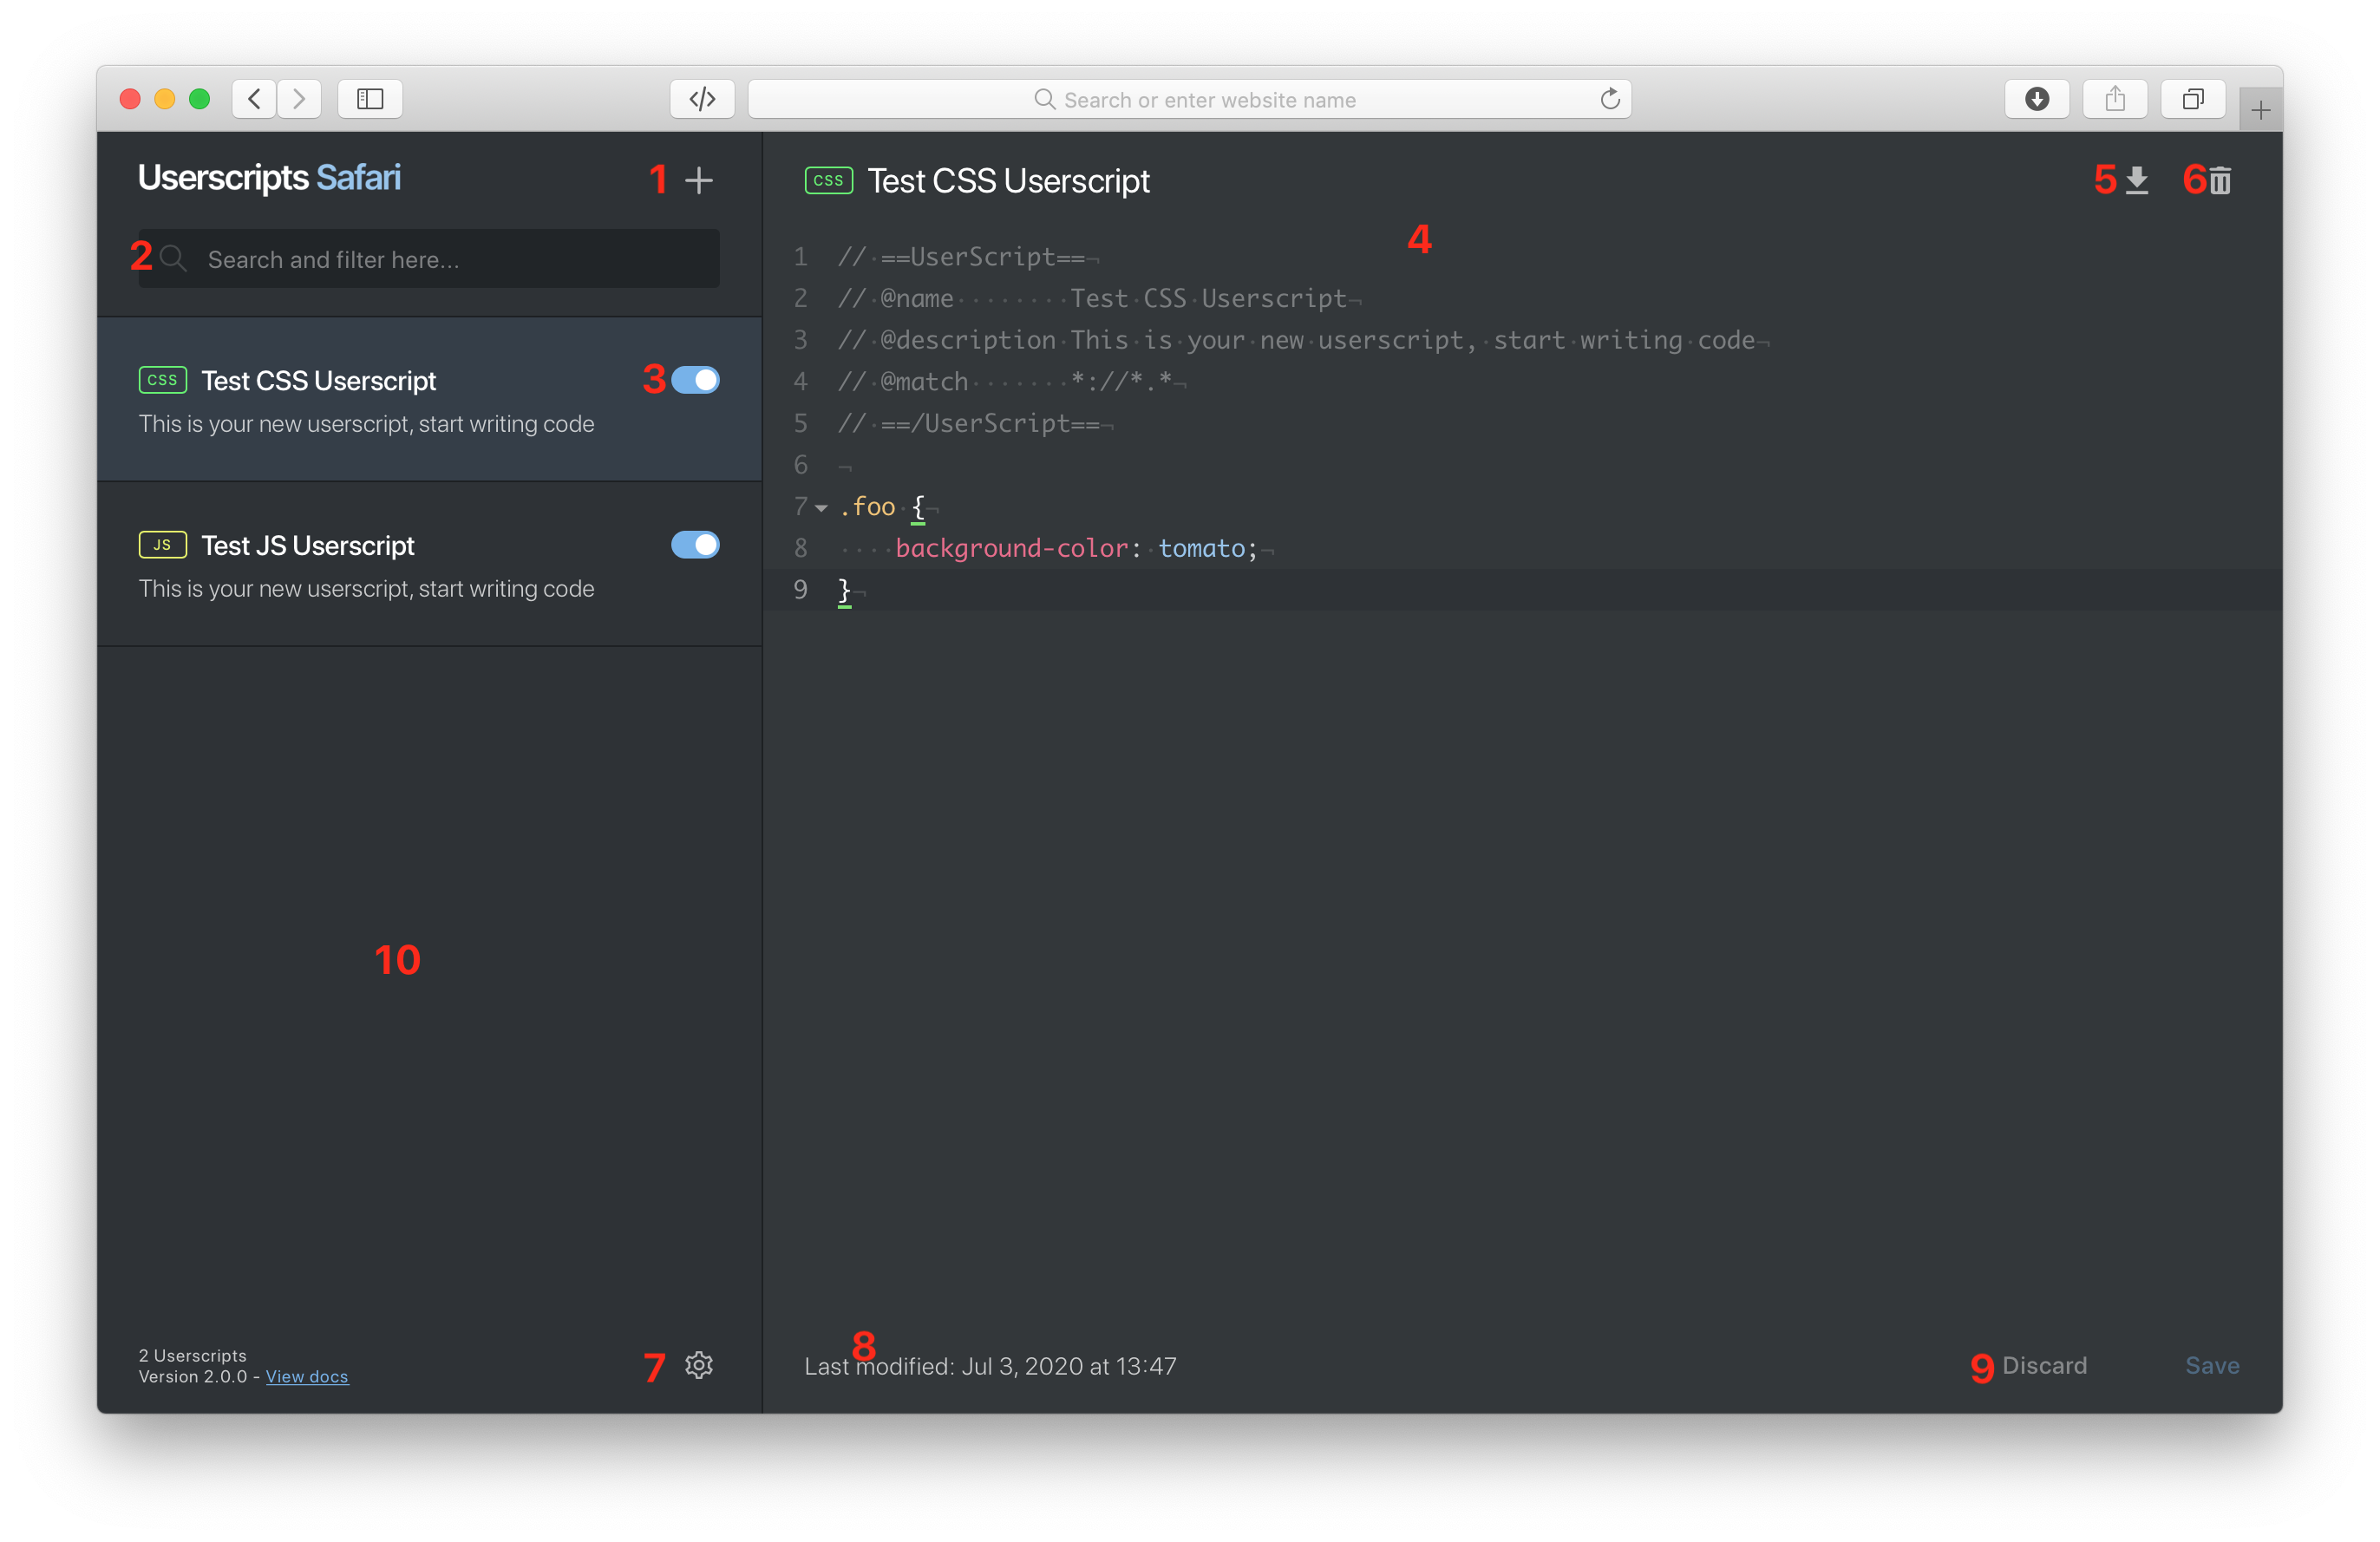 </> Search or enter website name
Userscripts Safari 1 +
2 Search and filter here...
CSS Test CSS Userscript 3
This is your new userscript, start writing code
JS Test JS Userscript
This is your new userscript, start writing code
10
2 Userscripts
Version 2.0.0 - View docs
7
CSS Test CSS Userscript 5 6
4
1 // ==UserScript==
2 // @name        Test CSS Userscript
3 // @description This is your new userscript, start writing code
4 // @match       *://*.*
5 // ==/UserScript==
6
7 .foo {
8     background-color: tomato;
9 }
8
Last modified: Jul 3, 2020 at 13:47
9 Discard Save